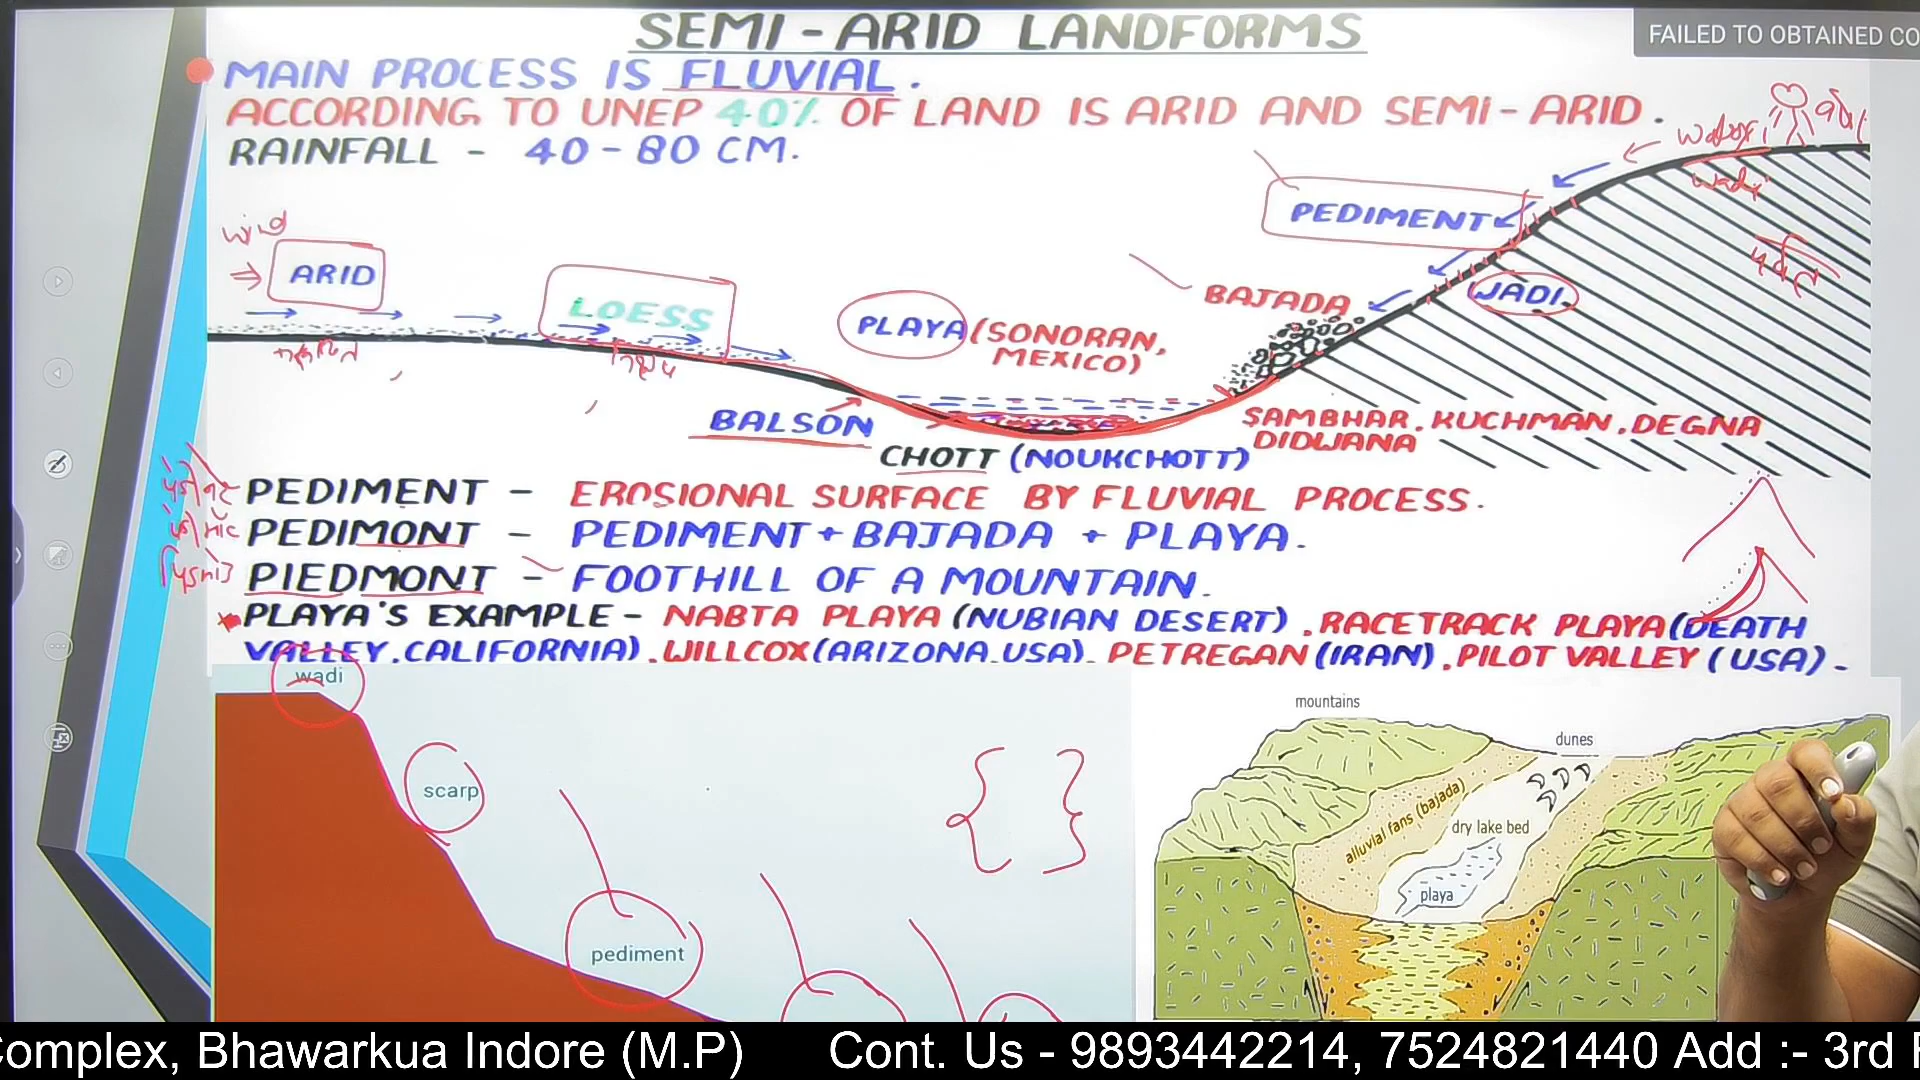 SEMI-ARID LANDFORMS
FAILED TO OBTAINED CO
MAIN PROCESS IS FLUVIAL.
ACCORDING TO UNEP 40% OF LAND IS ARID AND SEMI-ARID.
RAINFALL - 40-80 CM.
wadi
PEDIMENT
wind
ARID
LOESS
WADI
BAJADA
PLAYA (SONORAN,
MEXICO)
BALSON
SAMBHAR, KUCHMAN, DEGNA
DIDWANA
CHOTT (NOUKCHOTT)
PEDIMENT - EROSIONAL SURFACE BY FLUVIAL PROCESS.
PEDIMONT - PEDIMENT + BAJADA + PLAYA.
PIEDMONT - FOOTHILL OF A MOUNTAIN.
PLAYA'S EXAMPLE - NABTA PLAYA (NUBIAN DESERT), RACETRACK PLAYA (DEATH
VALLEY, CALIFORNIA), WILLCOX (ARIZONA, USA), PETREGAN (IRAN), PILOT VALLEY (USA) -
wadi
scarp
pediment
mountains
dunes
alluvial fans (bajada)
dry lake bed
playa
Complex, Bhawarkua Indore (M.P) Cont. Us - 9893442214, 7524821440 Add :- 3rd F